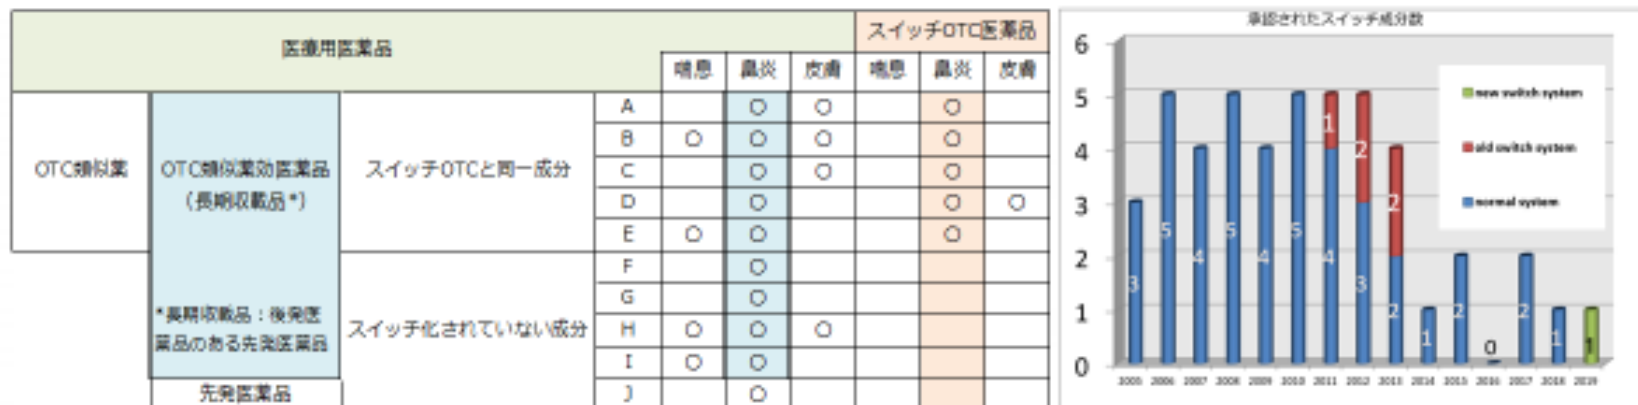 医療用医薬品
スイッチOTC医薬品
喘息 鼻炎 皮膚 喘息 鼻炎 皮膚
OTC類似薬
OTC類似薬効医薬品
（長期収載品*）
*長期収載品：後発医
薬品のある先発医薬品
先発医薬品
スイッチOTCと同一成分
スイッチ化されていない成分
A ○ ○ ○
B ○ ○ ○ ○
C ○ ○ ○
D ○ ○ ○
E ○ ○ ○
F ○
G ○
H ○ ○ ○
I ○ ○
J ○
承認されたスイッチ成分数
6
5
4
3
2
1
0
new switch system
old switch system
normal system
3 5 4 5 4 5 4 1 3 2 2 2 1 2 0 2 1 1
2005 2006 2007 2008 2009 2010 2011 2012 2013 2014 2015 2016 2017 2018 2019